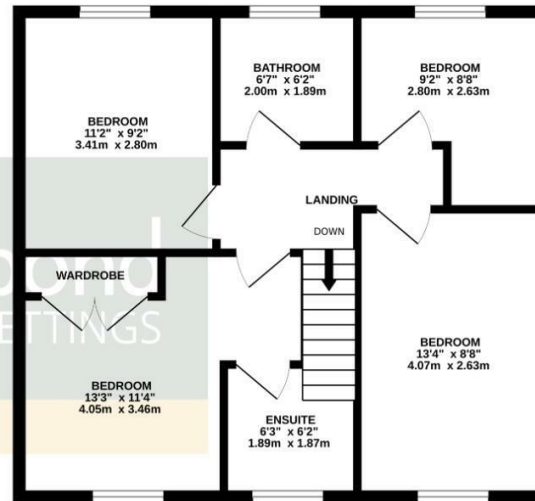 BEDROOM
11'2" x 9'2"
3.41m x 2.80m
BATHROOM
6'7" x 6'2"
2.00m x 1.89m
BEDROOM
9'2" x 8'8"
2.80m x 2.63m
LANDING
DOWN
WARDROBE
BEDROOM
13'3" x 11'4"
4.05m x 3.46m
ENSUITE
6'3" x 6'2"
1.89m x 1.87m
BEDROOM
13'4" x 8'8"
4.07m x 2.63m